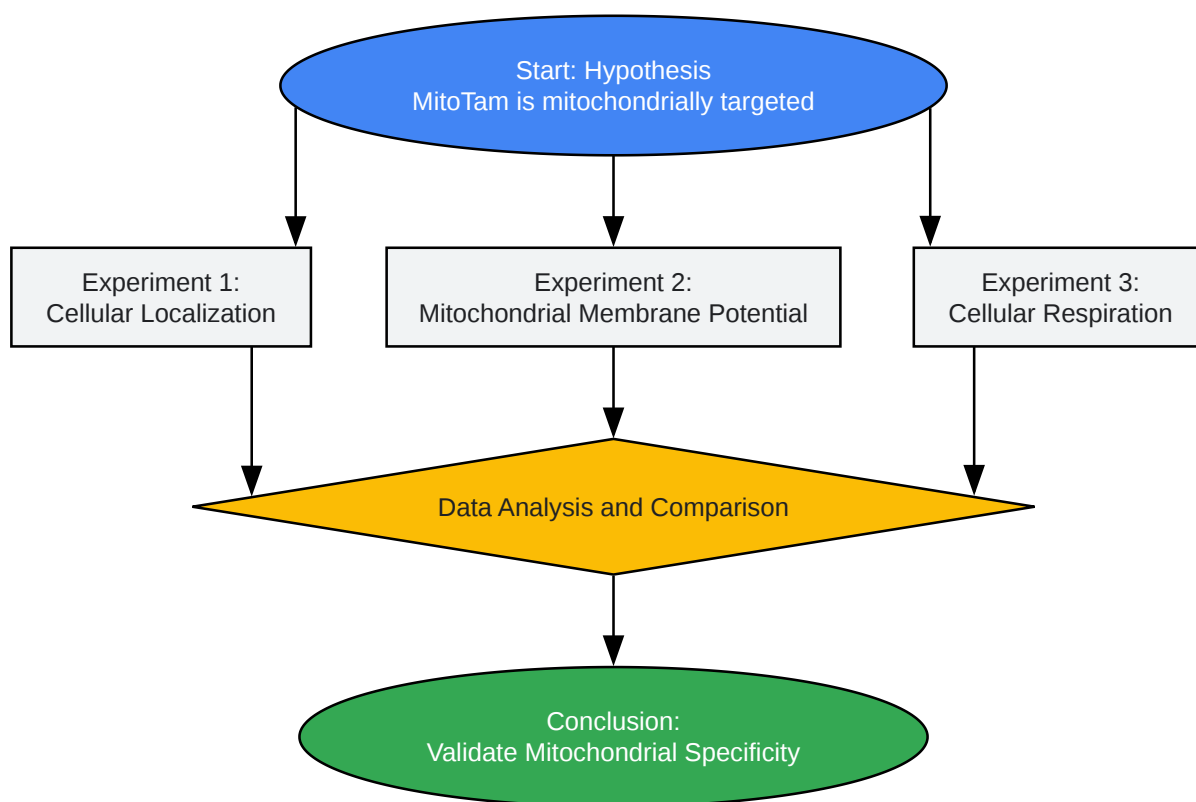 Start: Hypothesis
MitoTam is mitochondrially targeted
Experiment 1:
Cellular Localization
Experiment 2:
Mitochondrial Membrane Potential
Experiment 3:
Cellular Respiration
Data Analysis and Comparison
Conclusion:
Validate Mitochondrial Specificity